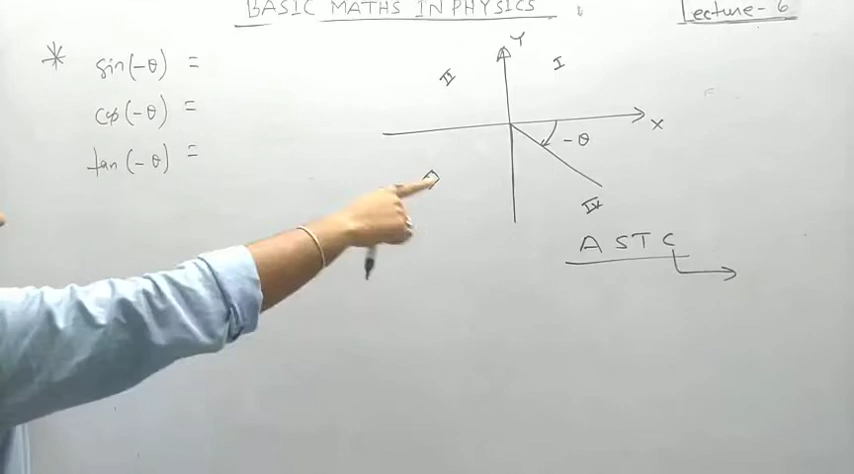 BASIC MATHS IN PHYSICS
Lecture-6
* sin(-θ) =
cos(-θ) =
tan(-θ) =
Y
I
II
X
-θ
IV
A S T C